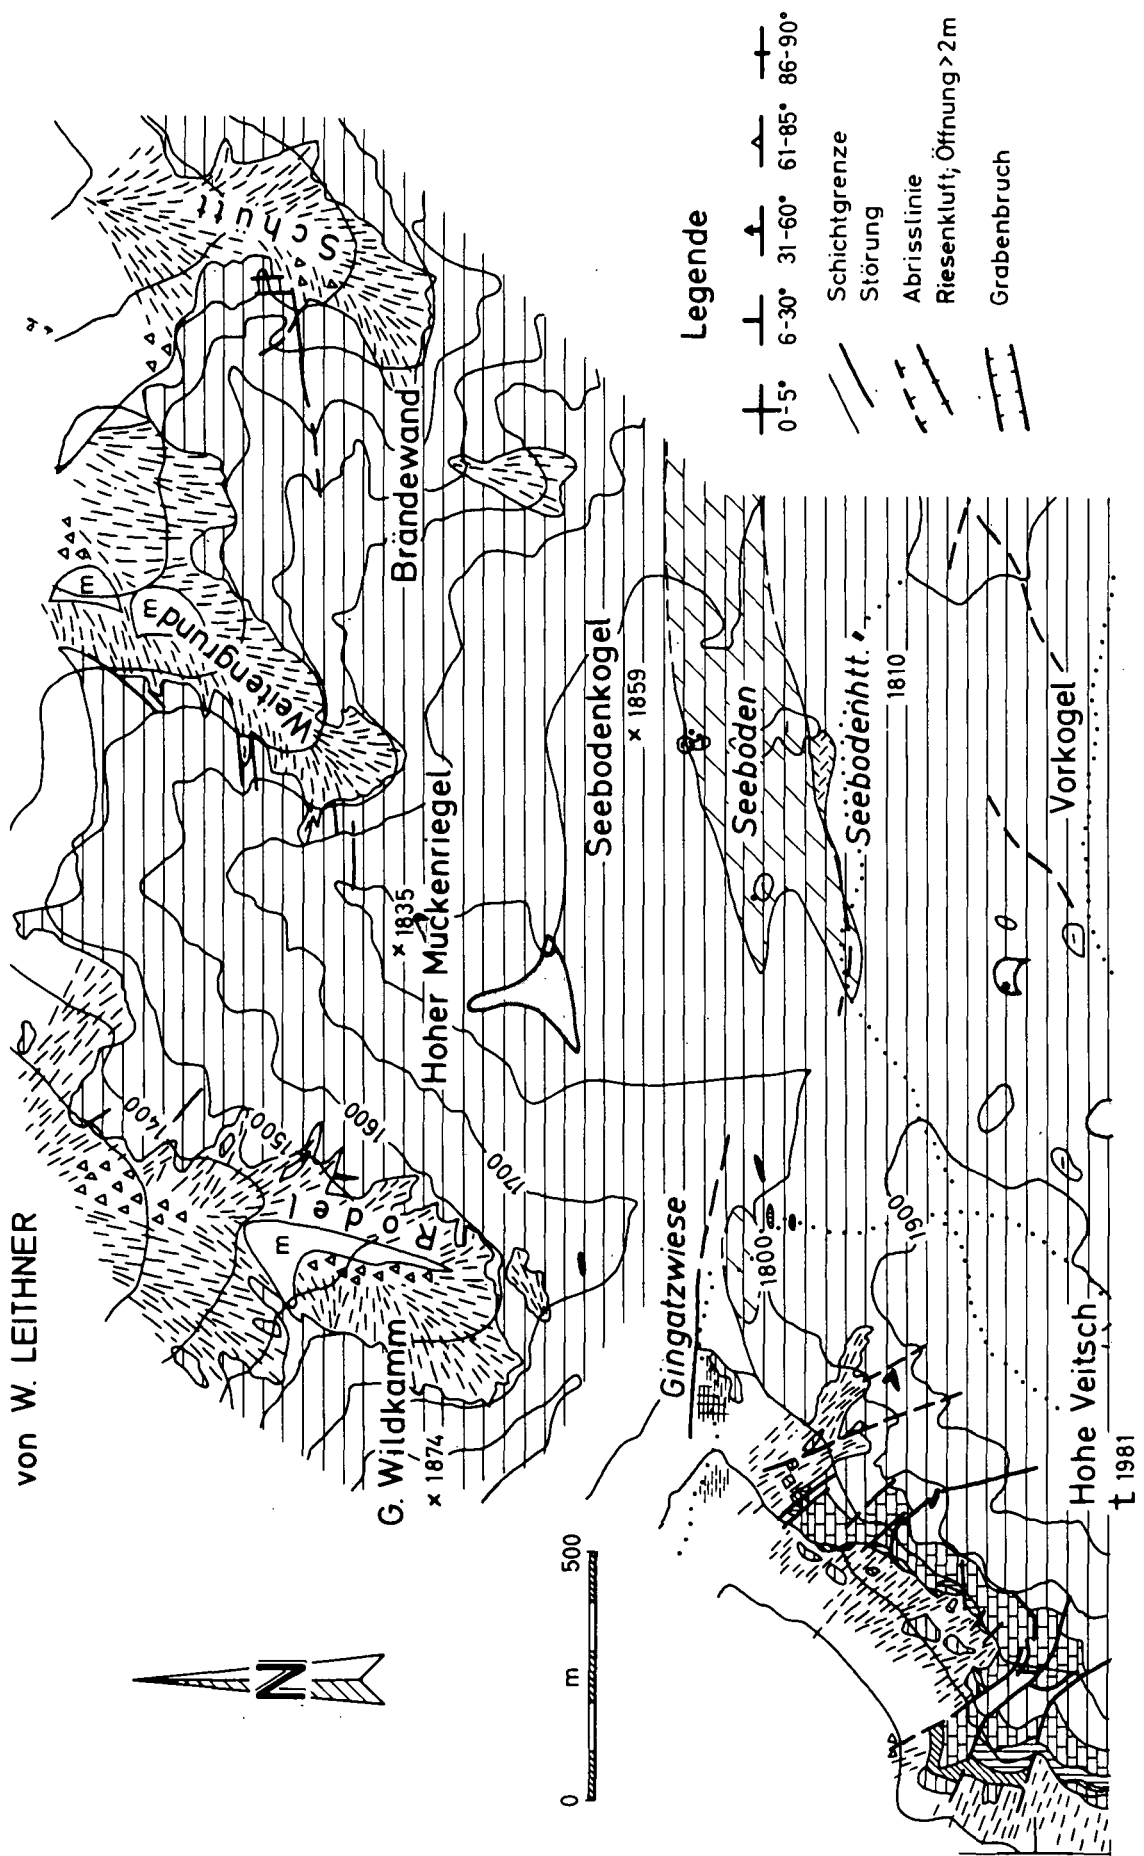 von W. LEITHNER
N
0 m 500
G. Wildkamm
x 1874
Rodel
m
1400
1500
1600
1700
Hoher Muckenriegel
x 1835
Weitengrund
m
m
Brändewand
Schutt
Seebodenkogel
x 1859
Gingatzwiese
1800
1900
Seeboden
Seebodenhtt.
1810
Vorkogel
Hohe Veitsch
1981
Legende
0-5° 6-30° 31-60° 61-85° 86-90°
Schichtgrenze
Störung
Abrisslinie
Riesenkluft; Öffnung>2m
Grabenbruch